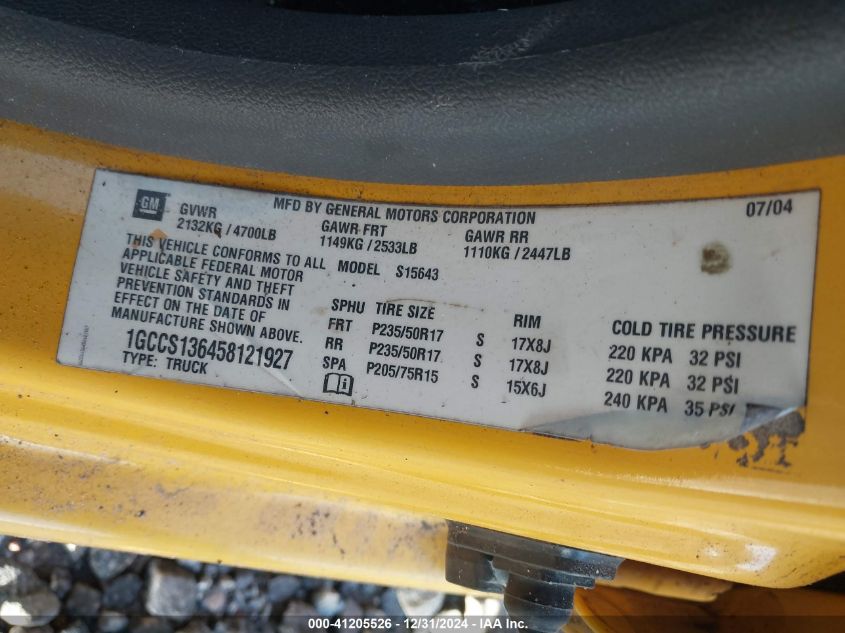 GM
MFD BY GENERAL MOTORS CORPORATION
07/04
GVWR
2132KG / 4700LB
GAWR FRT
1149KG / 2533LB
GAWR RR
1110KG / 2447LB
THIS VEHICLE CONFORMS TO ALL
APPLICABLE FEDERAL MOTOR
VEHICLE SAFETY AND THEFT
PREVENTION STANDARDS IN
EFFECT ON THE DATE OF
MANUFACTURE SHOWN ABOVE.
1GCCS136458121927
TYPE: TRUCK
MODEL S15643
SPHU TIRE SIZE RIM COLD TIRE PRESSURE
FRT P235/50R17 S 17X8J 220 KPA 32 PSI
RR P235/50R17 S 17X8J 220 KPA 32 PSI
SPA P205/75R15 S 15X6J 240 KPA 35 PSI
000-41205526 - 12/31/2024 - IAA Inc.